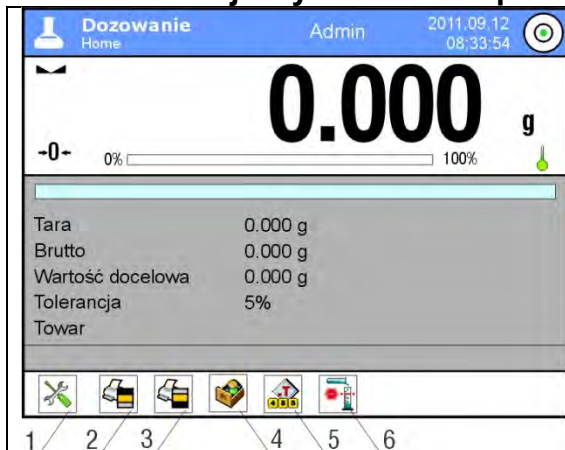 Dozowanie
Home
Admin
2011.09.12
08:33:54
0.000 g
→0←
0% 100%
Tara 0.000 g
Brutto 0.000 g
Wartość docelowa 0.000 g
Tolerancja 5%
Towar
1 2 3 4 5 6